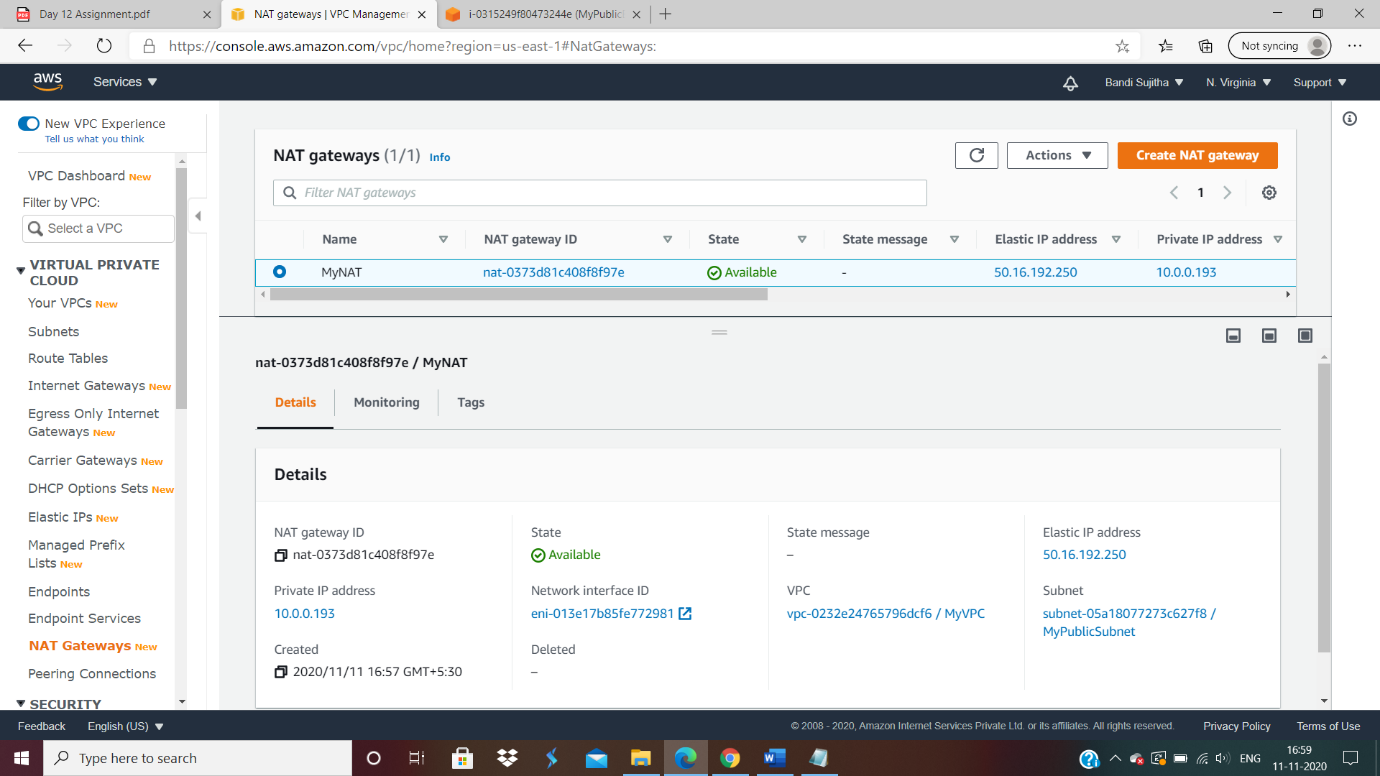 Day 12 Assignment.pdf
NAT gateways | VPC Managemer
i-0315249f80473244e (MyPublicI
https://console.aws.amazon.com/vpc/home?region=us-east-1#NatGateways:
Not syncing
aws
Services
Bandi Sujitha
N. Virginia
Support
New VPC Experience
Tell us what you think
VPC Dashboard New
Filter by VPC:
Select a VPC
VIRTUAL PRIVATE
CLOUD
Your VPCs New
Subnets
Route Tables
Internet Gateways New
Egress Only Internet
Gateways New
Carrier Gateways New
DHCP Options Sets New
Elastic IPs New
Managed Prefix
Lists New
Endpoints
Endpoint Services
NAT Gateways New
Peering Connections
SECURITY
NAT gateways (1/1) Info
Actions
Create NAT gateway
Filter NAT gateways
1
Name NAT gateway ID State State message Elastic IP address Private IP address
MyNAT nat-0373d81c408f8f97e Available - 50.16.192.250 10.0.0.193
nat-0373d81c408f8f97e / MyNAT
Details Monitoring Tags
Details
NAT gateway ID
nat-0373d81c408f8f97e
State
Available
State message
–
Elastic IP address
50.16.192.250
Private IP address
10.0.0.193
Network interface ID
eni-013e17b85fe772981
VPC
vpc-0232e24765796dcf6 / MyVPC
Subnet
subnet-05a18077273c627f8 /
MyPublicSubnet
Created
2020/11/11 16:57 GMT+5:30
Deleted
–
Feedback English (US)
© 2008 - 2020, Amazon Internet Services Private Ltd. or its affiliates. All rights reserved. Privacy Policy Terms of Use
Type here to search
ENG
16:59
11-11-2020